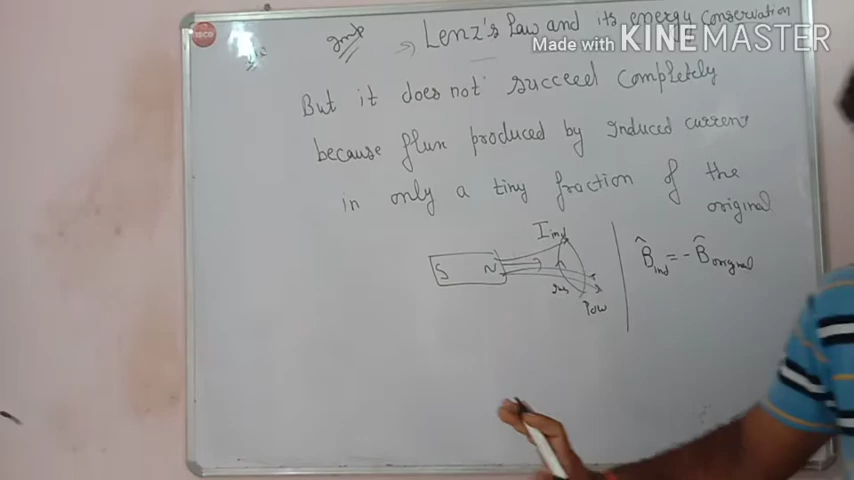 Lenz's Law and its energy conservation
Made with KINEMASTER
But it does not succeed completely
because flux produced by Induced current
in only a tiny fraction of the
original
I ind
S N
B̂ ind = - B̂ original